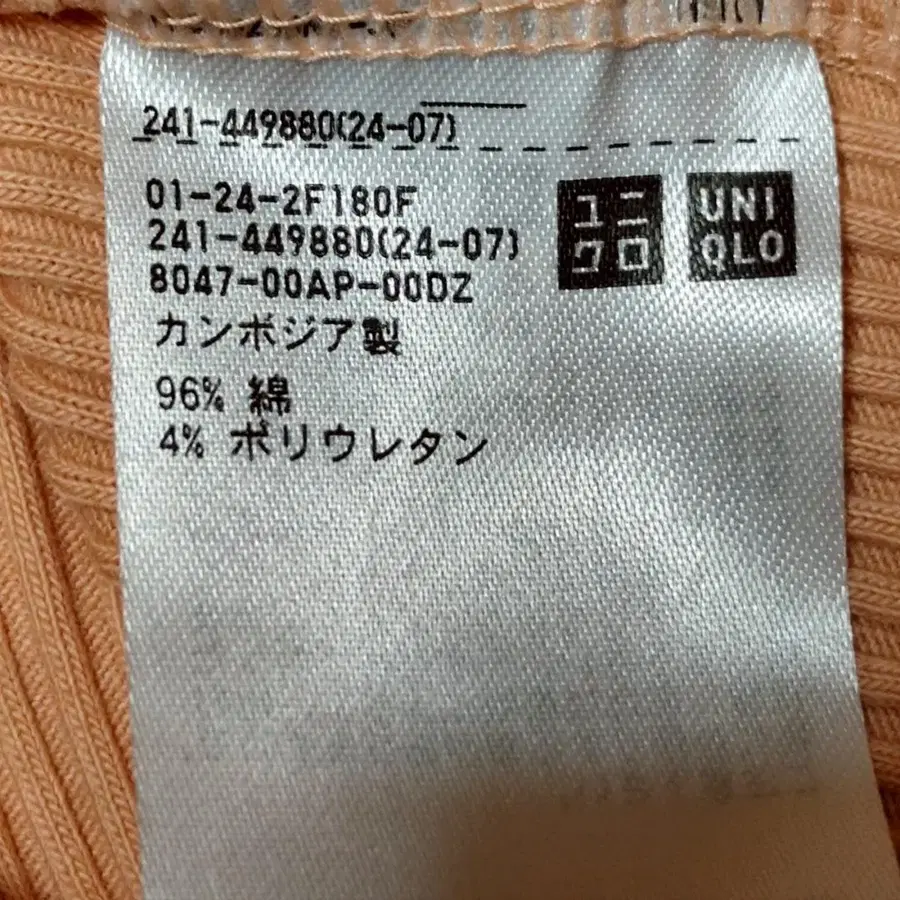 241-449880(24-07)
01-24-2F180F
241-449880(24-07)
8047-00AP-00DZ
カンボジア製
96% 綿
4% ポリウレタン
ユニ
クロ
UNI
QLO